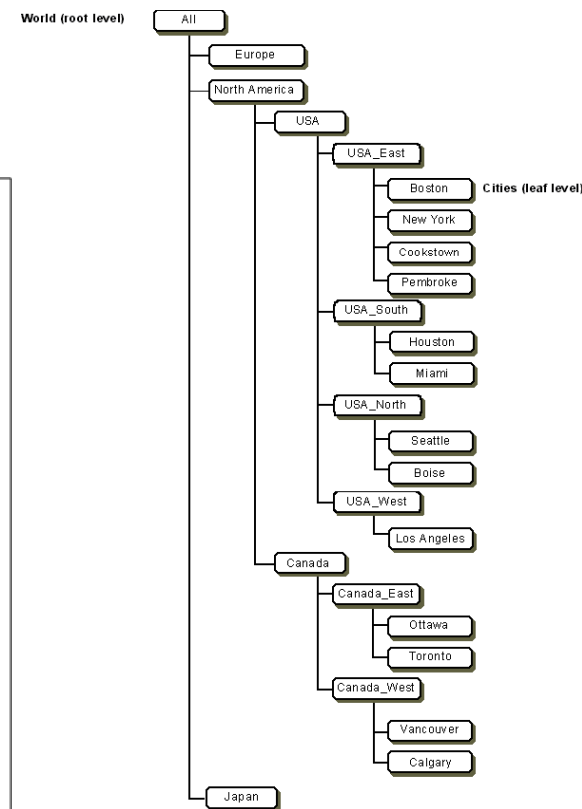 World (root level) All
Europe
North America
USA
USA_East
Boston Cities (leaf level)
New York
Cookstown
Pembroke
USA_South
Houston
Miami
USA_North
Seattle
Boise
USA_West
Los Angeles
Canada
Canada_East
Ottawa
Toronto
Canada_West
Vancouver
Calgary
Japan